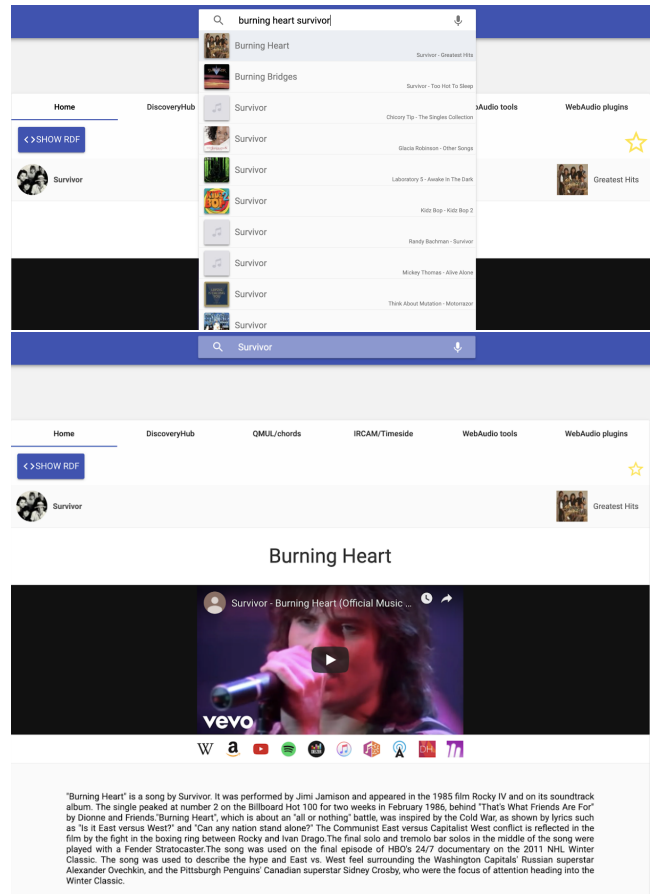 burning heart survivor
Burning Heart
Survivor - Greatest Hits
Burning Bridges
Survivor - Too Hot To Sleep
Home
DiscoveryHub
Survivor
Chicory Tip - The Singles Collection
bAudio tools
WebAudio plugins
<>SHOW RDF
Survivor
Glacia Robinson - Other Songs
Survivor
Survivor
Laboratory 5 - Awake In The Dark
Greatest Hits
Survivor
Kidz Bop - Kidz Bop 2
Survivor
Randy Bachman - Survivor
Survivor
Mickey Thomas - Alive Alone
Survivor
Think About Mutation - Motorrazor
Survivor
Survivor
Home
DiscoveryHub
QMUL/chords
IRCAM/Timeside
WebAudio tools
WebAudio plugins
<>SHOW RDF
Survivor
Greatest Hits
Burning Heart
Survivor - Burning Heart (Official Music ...
vevo
"Burning Heart" is a song by Survivor. It was performed by Jimi Jamison and appeared in the 1985 film Rocky IV and on its soundtrack
album. The single peaked at number 2 on the Billboard Hot 100 for two weeks in February 1986, behind "That's What Friends Are For"
by Dionne and Friends."Burning Heart", which is about an "all or nothing" battle, was inspired by the Cold War, as shown by lyrics such
as "Is it East versus West?" and "Can any nation stand alone?" The Communist East versus Capitalist West conflict is reflected in the
film by the fight in the boxing ring between Rocky and Ivan Drago.The final solo and tremolo bar solos in the middle of the song were
played with a Fender Stratocaster.The song was used on the final episode of HBO's 24/7 documentary on the 2011 NHL Winter
Classic. The song was used to describe the hype and East vs. West feel surrounding the Washington Capitals' Russian superstar
Alexander Ovechkin, and the Pittsburgh Penguins' Canadian superstar Sidney Crosby, who were the focus of attention heading into the
Winter Classic.